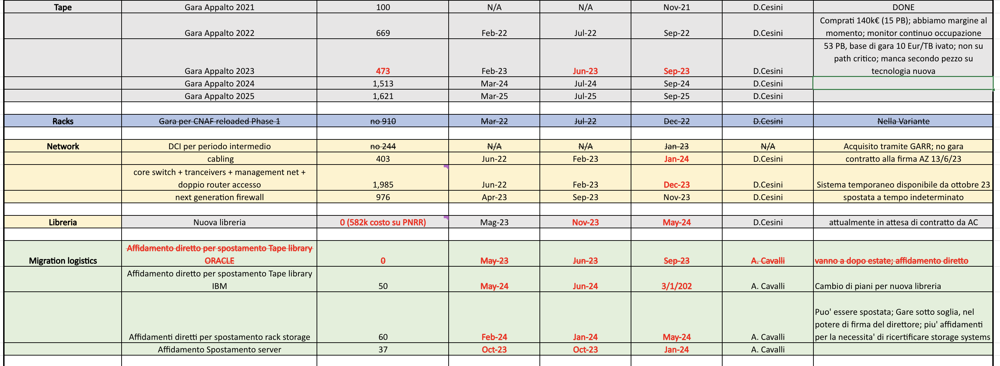 Tape Gara Appalto 2021 100 N/A N/A Nov-21 D.Cesini DONE
Comprati 140k€ (15 PB); abbiamo margine al
Gara Appalto 2022 669 Feb-22 Jul-22 Sep-22 D.Cesini momento; monitor continuo occupazione
53 PB, base di gara 10 Eur/TB ivato; non su
path critico; manca secondo pezzo su
Gara Appalto 2023 473 Feb-23 Jun-23 Sep-23 D.Cesini tecnologia nuova
Gara Appalto 2024 1,513 Mar-24 Jul-24 Sep-24 D.Cesini
Gara Appalto 2025 1,621 Mar-25 Jul-25 Sep-25 D.Cesini
Racks Gara per CNAF reloaded Phase 1 no 910 Mar-22 Jul-22 Dec-22 D.Cesini Nella Variante
Network DCI per periodo intermedio no 244 N/A N/A Jan-23 N/A Acquisito tramite GARR; no gara
cabling 403 Jun-22 Feb-23 Jan-24 D.Cesini contratto alla firma AZ 13/6/23
core switch + tranceivers + management net +
doppio router accesso 1,985 Jun-22 Feb-23 Dec-23 D.Cesini Sistema temporaneo disponibile da ottobre 23
next generation firewall 976 Apr-23 Sep-23 Nov-23 D.Cesini spostata a tempo indeterminato
Libreria Nuova libreria 0 (582k costo su PNRR) Mag-23 Nov-23 May-24 D.Cesini attualmente in attesa di contratto da AC
Affidamento diretto per spostamento Tape library
Migration logistics ORACLE 0 May-23 Jun-23 Sep-23 A. Cavalli vanno a dopo estate; affidamento diretto
Affidamento diretto per spostamento Tape library
IBM 50 May-24 Jun-24 3/1/202 A. Cavalli Cambio di piani per nuova libreria
Puo' essere spostata; Gare sotto soglia, nel
potere di firma del direttore; piu' affidamenti
Affidamenti diretti per spostamento rack storage 60 Feb-24 Jan-24 May-24 A. Cavalli per la necessita' di ricertificare storage systems
Affidamento Spostamento server 37 Oct-23 Oct-23 Jan-24 A. Cavalli